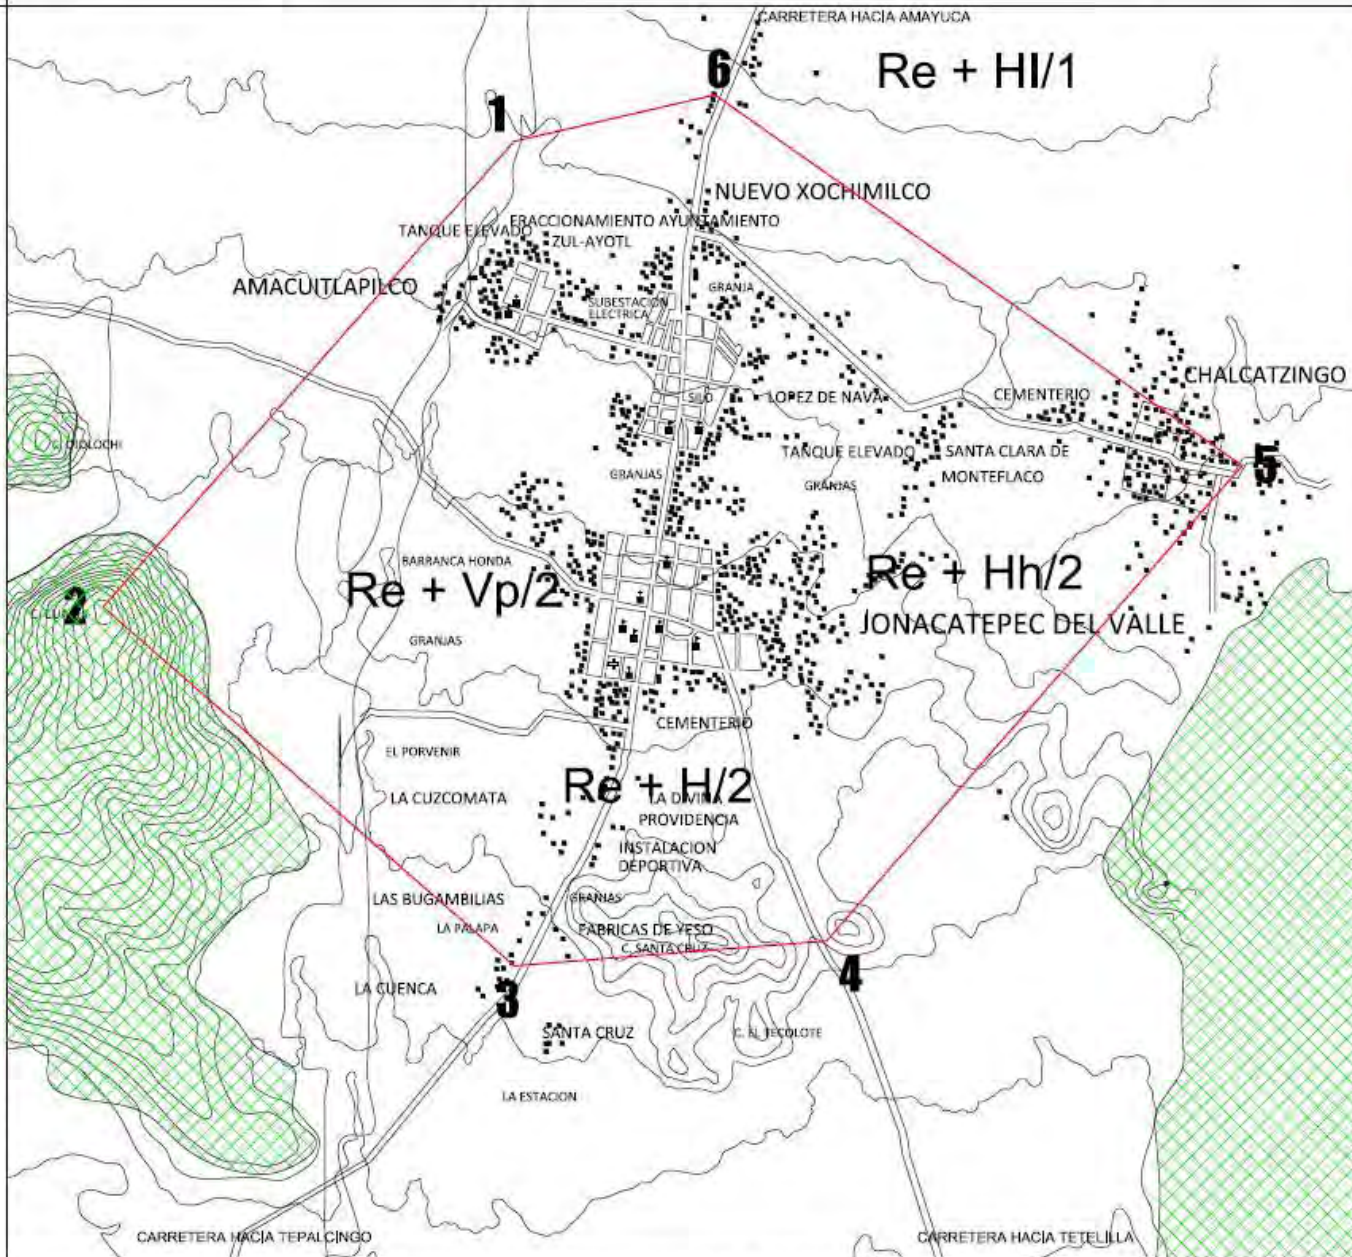 CARRETERA HACÍA AMAYUCA
6
Re + Hl/1
1
NUEVO XOCHIMILCO
FRACCIONAMIENTO AYUNTAMIENTO
TANQUE ELEVADO
ZUL-AYOTL
AMACUITLAPILCO
GRANJA
SUBESTACION
ELECTRICA
CHALCATZINGO
SILO
LOPEZ DE NAVA
CEMENTERIO
TANQUE ELEVADO
SANTA CLARA DE
MONTEFLACO
5
GRANJAS
GRANJAS
BARRANCA HONDA
Re + Vp/2
Re + Hh/2
2
JONACATEPEC DEL VALLE
GRANJAS
CEMENTERIO
EL PORVENIR
Re + H/2
LA CUZCOMATA
LA DIVINA
PROVIDENCIA
INSTALACION
DEPORTIVA
LAS BUGAMBILIAS
GRANJAS
LA PALAPA
FABRICAS DE YESO
C. SANTA CRUZ
4
LA CUENCA
3
SANTA CRUZ
C. EL TECOLOTE
LA ESTACION
CARRETERA HACÍA TEPALCINGO
CARRETERA HACÍA TETELILLA